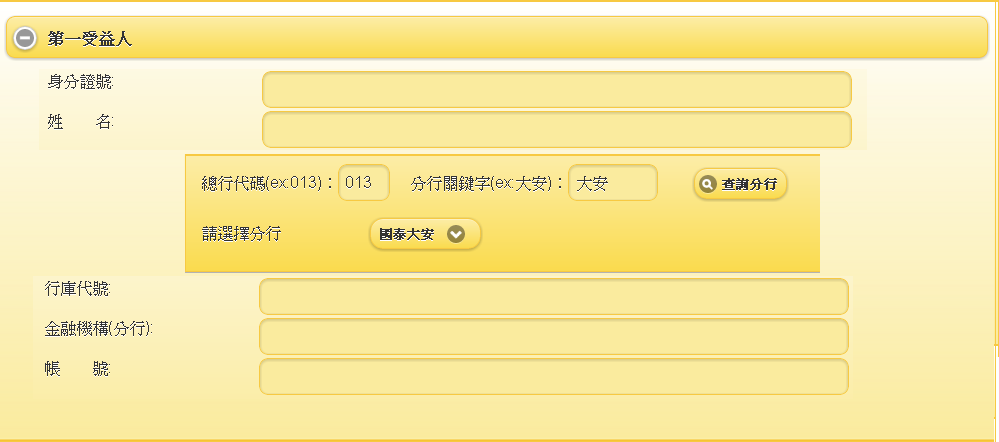 第一受益人
身分證號:
姓　　名:
總行代碼(ex:013)： 013 分行關鍵字(ex:大安)： 大安 查詢分行
請選擇分行 國泰大安
行庫代號:
金融機構(分行):
帳　　號: